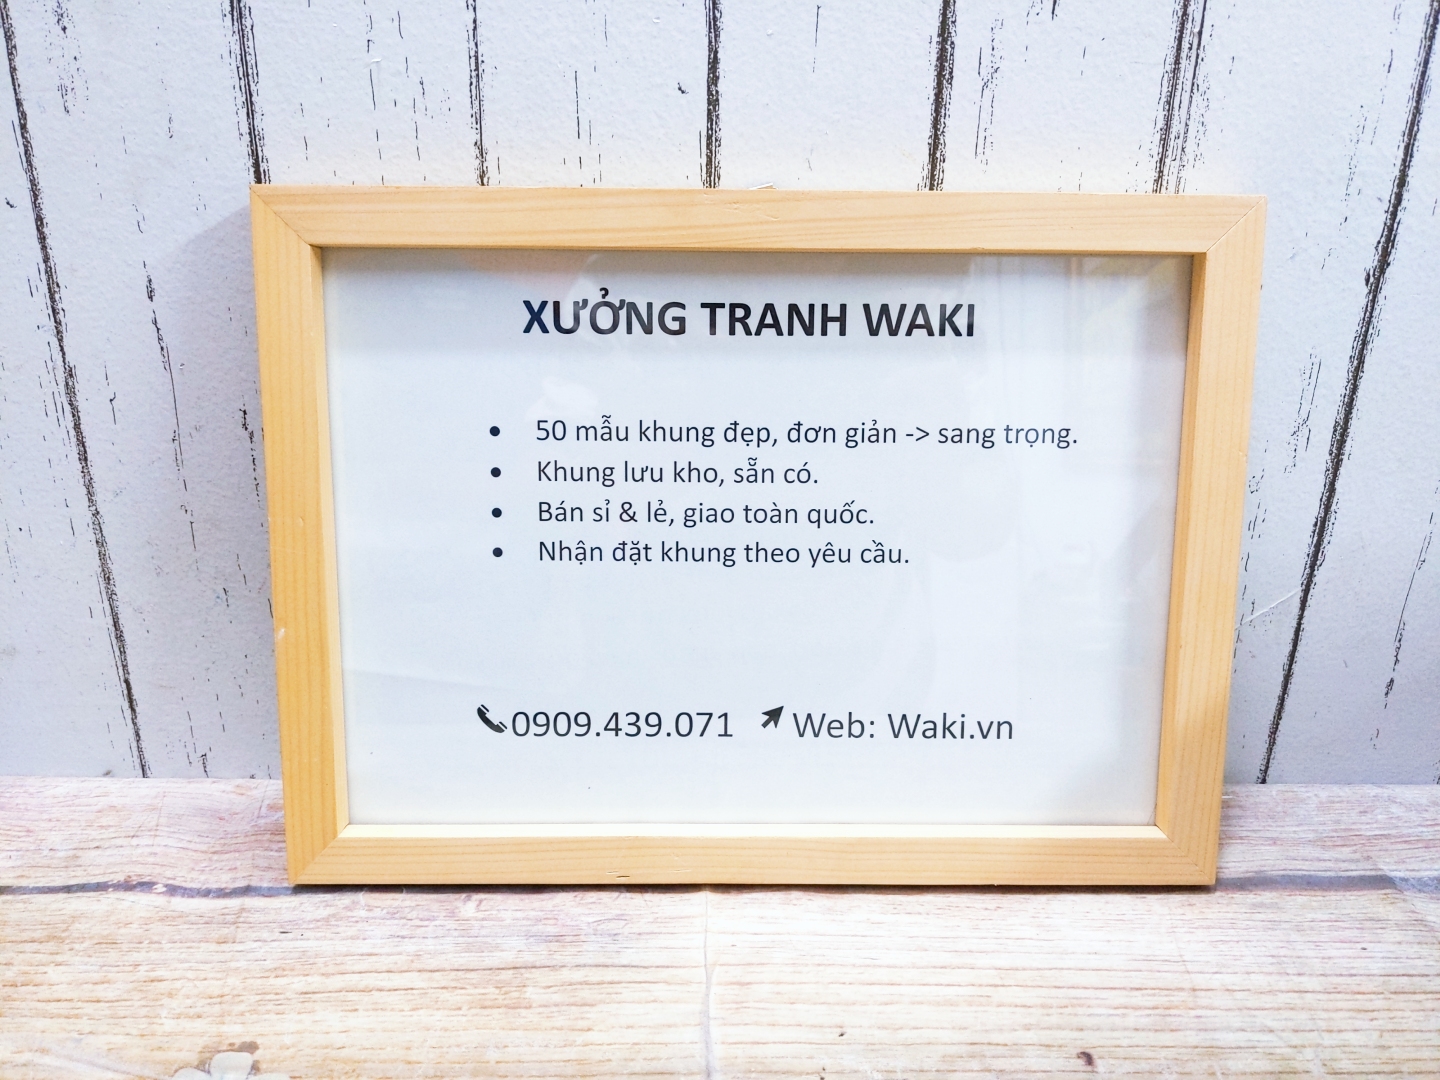 XƯỞNG TRANH WAKI
• 50 mẫu khung đẹp, đơn giản -> sang trọng.
• Khung lưu kho, sẵn có.
• Bán sỉ & lẻ, giao toàn quốc.
• Nhận đặt khung theo yêu cầu.
0909.439.071 Web: Waki.vn